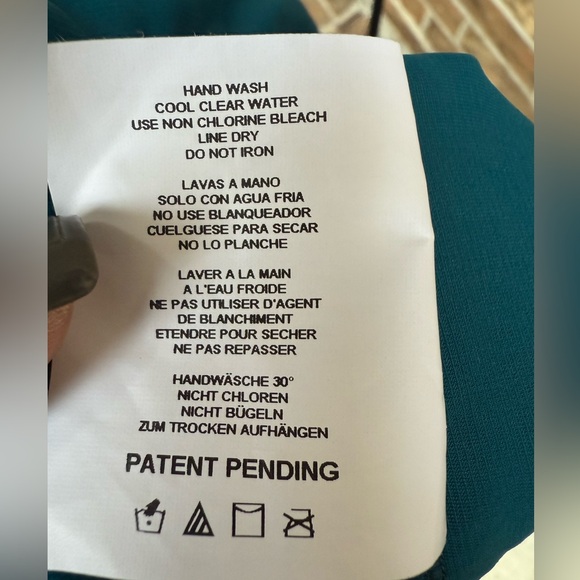 HAND WASH
COOL CLEAR WATER
USE NON CHLORINE BLEACH
LINE DRY
DO NOT IRON
LAVAS A MANO
SOLO CON AGUA FRIA
NO USE BLANQUEADOR
CUELGUESE PARA SECAR
NO LO PLANCHE
LAVER A LA MAIN
A L'EAU FROIDE
NE PAS UTILISER D'AGENT
DE BLANCHIMENT
ETENDRE POUR SECHER
NE PAS REPASSER
HANDWÄSCHE 30°
NICHT CHLOREN
NICHT BÜGELN
ZUM TROCKEN AUFHÄNGEN
PATENT PENDING